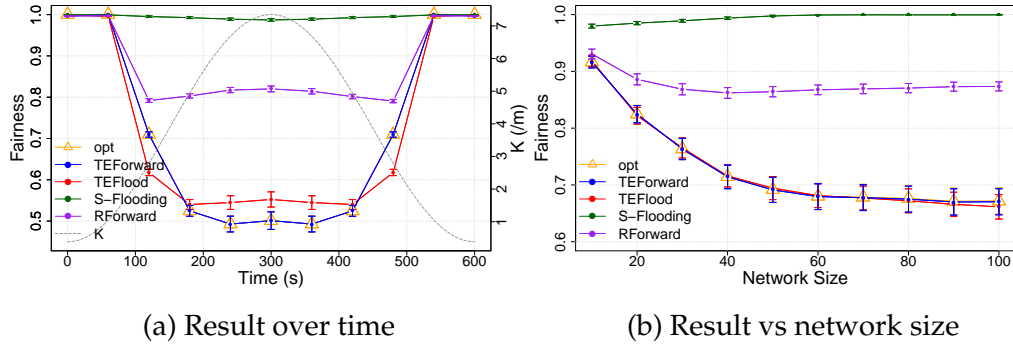 1.0
0.9
0.8
0.7
0.6
0.5
Fairness
7
6
5
4
3
2
1
K (/m)
opt
TEForward
TEFlood
S−Flooding
RForward
K
0 100 200 300 400 500 600
Time (s)
(a) Result over time
1.0
0.9
0.8
0.7
0.6
Fairness
opt
TEForward
TEFlood
S−Flooding
RForward
20 40 60 80 100
Network Size
(b) Result vs network size